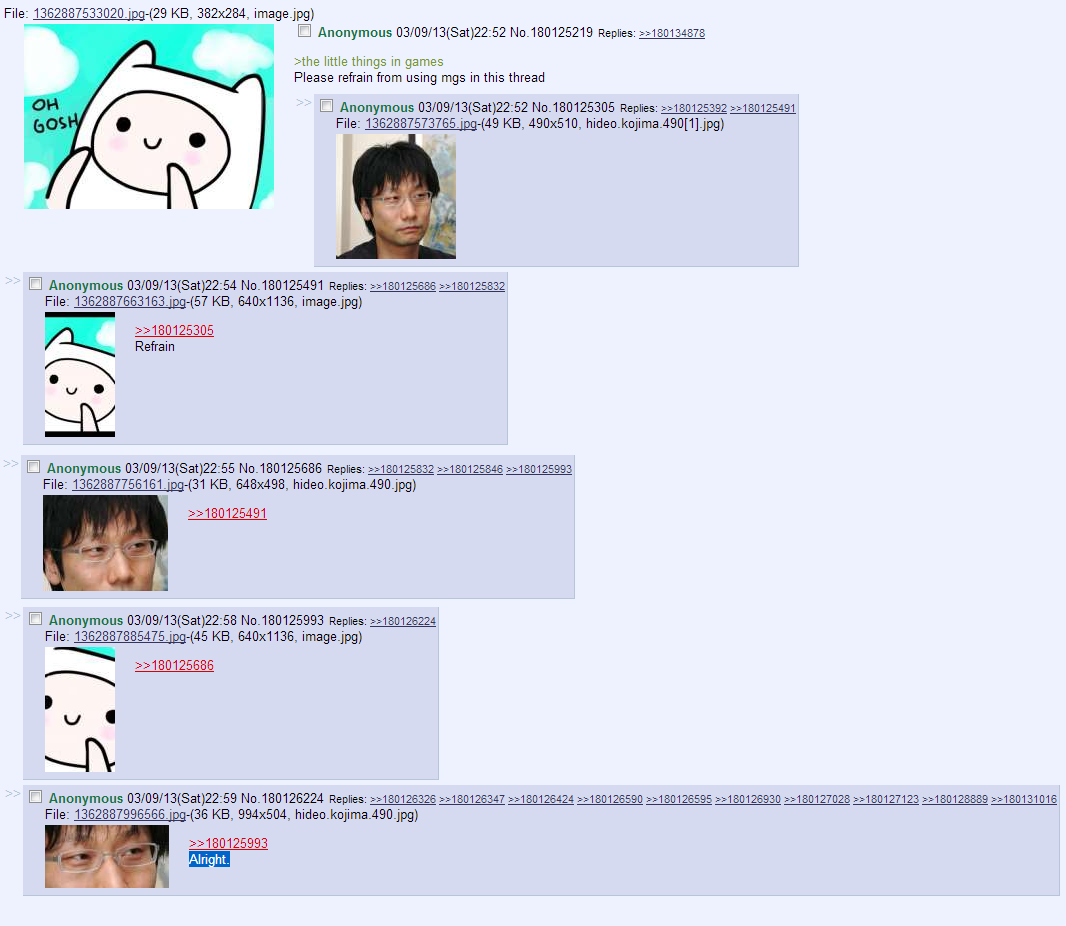 File: 1362887533020.jpg-(29 KB, 382x284, image.jpg)
OH
GOSH
Anonymous 03/09/13(Sat)22:52 No.180125219 Replies: >>180134878
>the little things in games
Please refrain from using mgs in this thread
>> Anonymous 03/09/13(Sat)22:52 No.180125305 Replies: >>180125392 >>180125491
File: 1362887573765.jpg-(49 KB, 490x510, hideo.kojima.490[1].jpg)
>> Anonymous 03/09/13(Sat)22:54 No.180125491 Replies: >>180125686 >>180125832
File: 1362887663163.jpg-(57 KB, 640x1136, image.jpg)
>>180125305
Refrain
>> Anonymous 03/09/13(Sat)22:55 No.180125686 Replies: >>180125832 >>180125846 >>180125993
File: 1362887756161.jpg-(31 KB, 648x498, hideo.kojima.490.jpg)
>>180125491
>> Anonymous 03/09/13(Sat)22:58 No.180125993 Replies: >>180126224
File: 1362887885475.jpg-(45 KB, 640x1136, image.jpg)
>>180125686
>> Anonymous 03/09/13(Sat)22:59 No.180126224 Replies: >>180126326 >>180126347 >>180126424 >>180126590 >>180126595 >>180126930 >>180127028 >>180127123 >>180128889 >>180131016
File: 1362887996566.jpg-(36 KB, 994x504, hideo.kojima.490.jpg)
>>180125993
Alright.